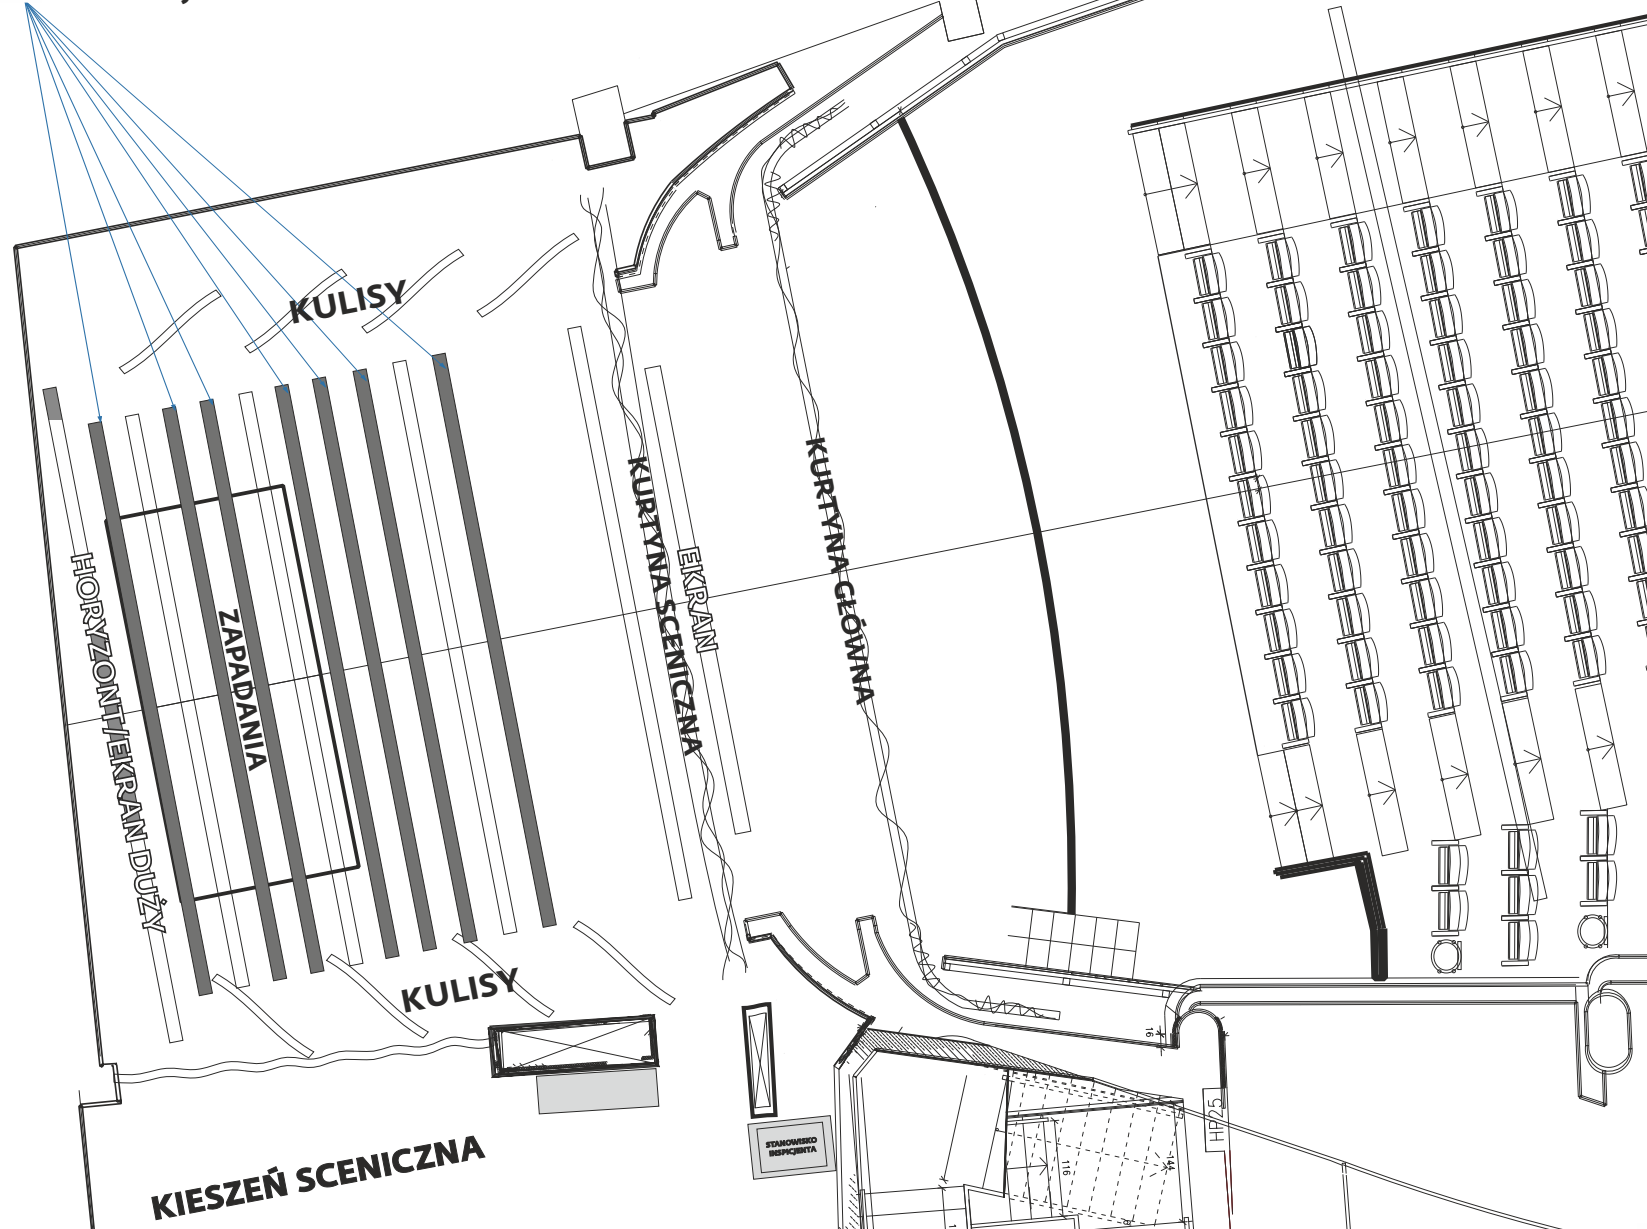 KULISY
HORYZONT/EKRAN DUŻY
ZAPADANIA
KURTYNA SCENICZNA
EKRAN
KURTYNA GŁÓWNA
KULISY
KIESZEŃ SCENICZNA
STANOWISKO
INSPICJENTA
16
HP25
116
144